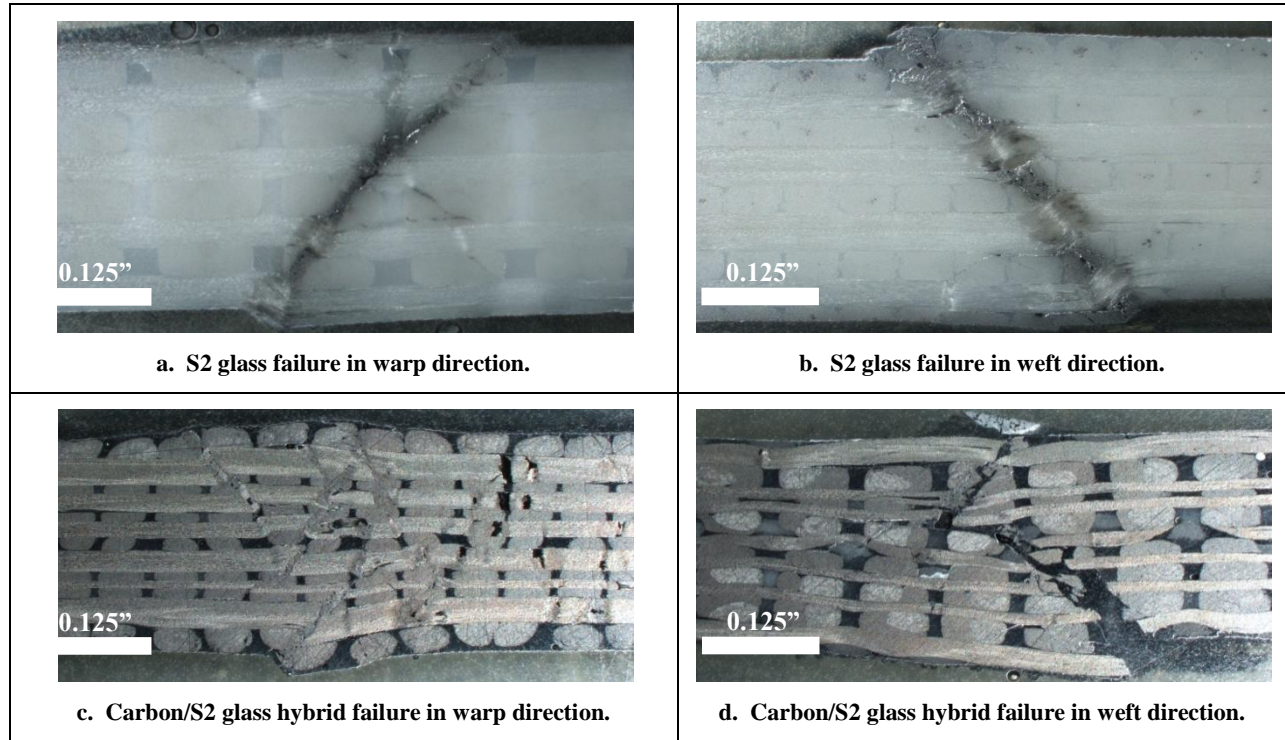 0.125”
0.125”
a. S2 glass failure in warp direction.
b. S2 glass failure in weft direction.
0.125”
0.125”
c. Carbon/S2 glass hybrid failure in warp direction.
d. Carbon/S2 glass hybrid failure in weft direction.